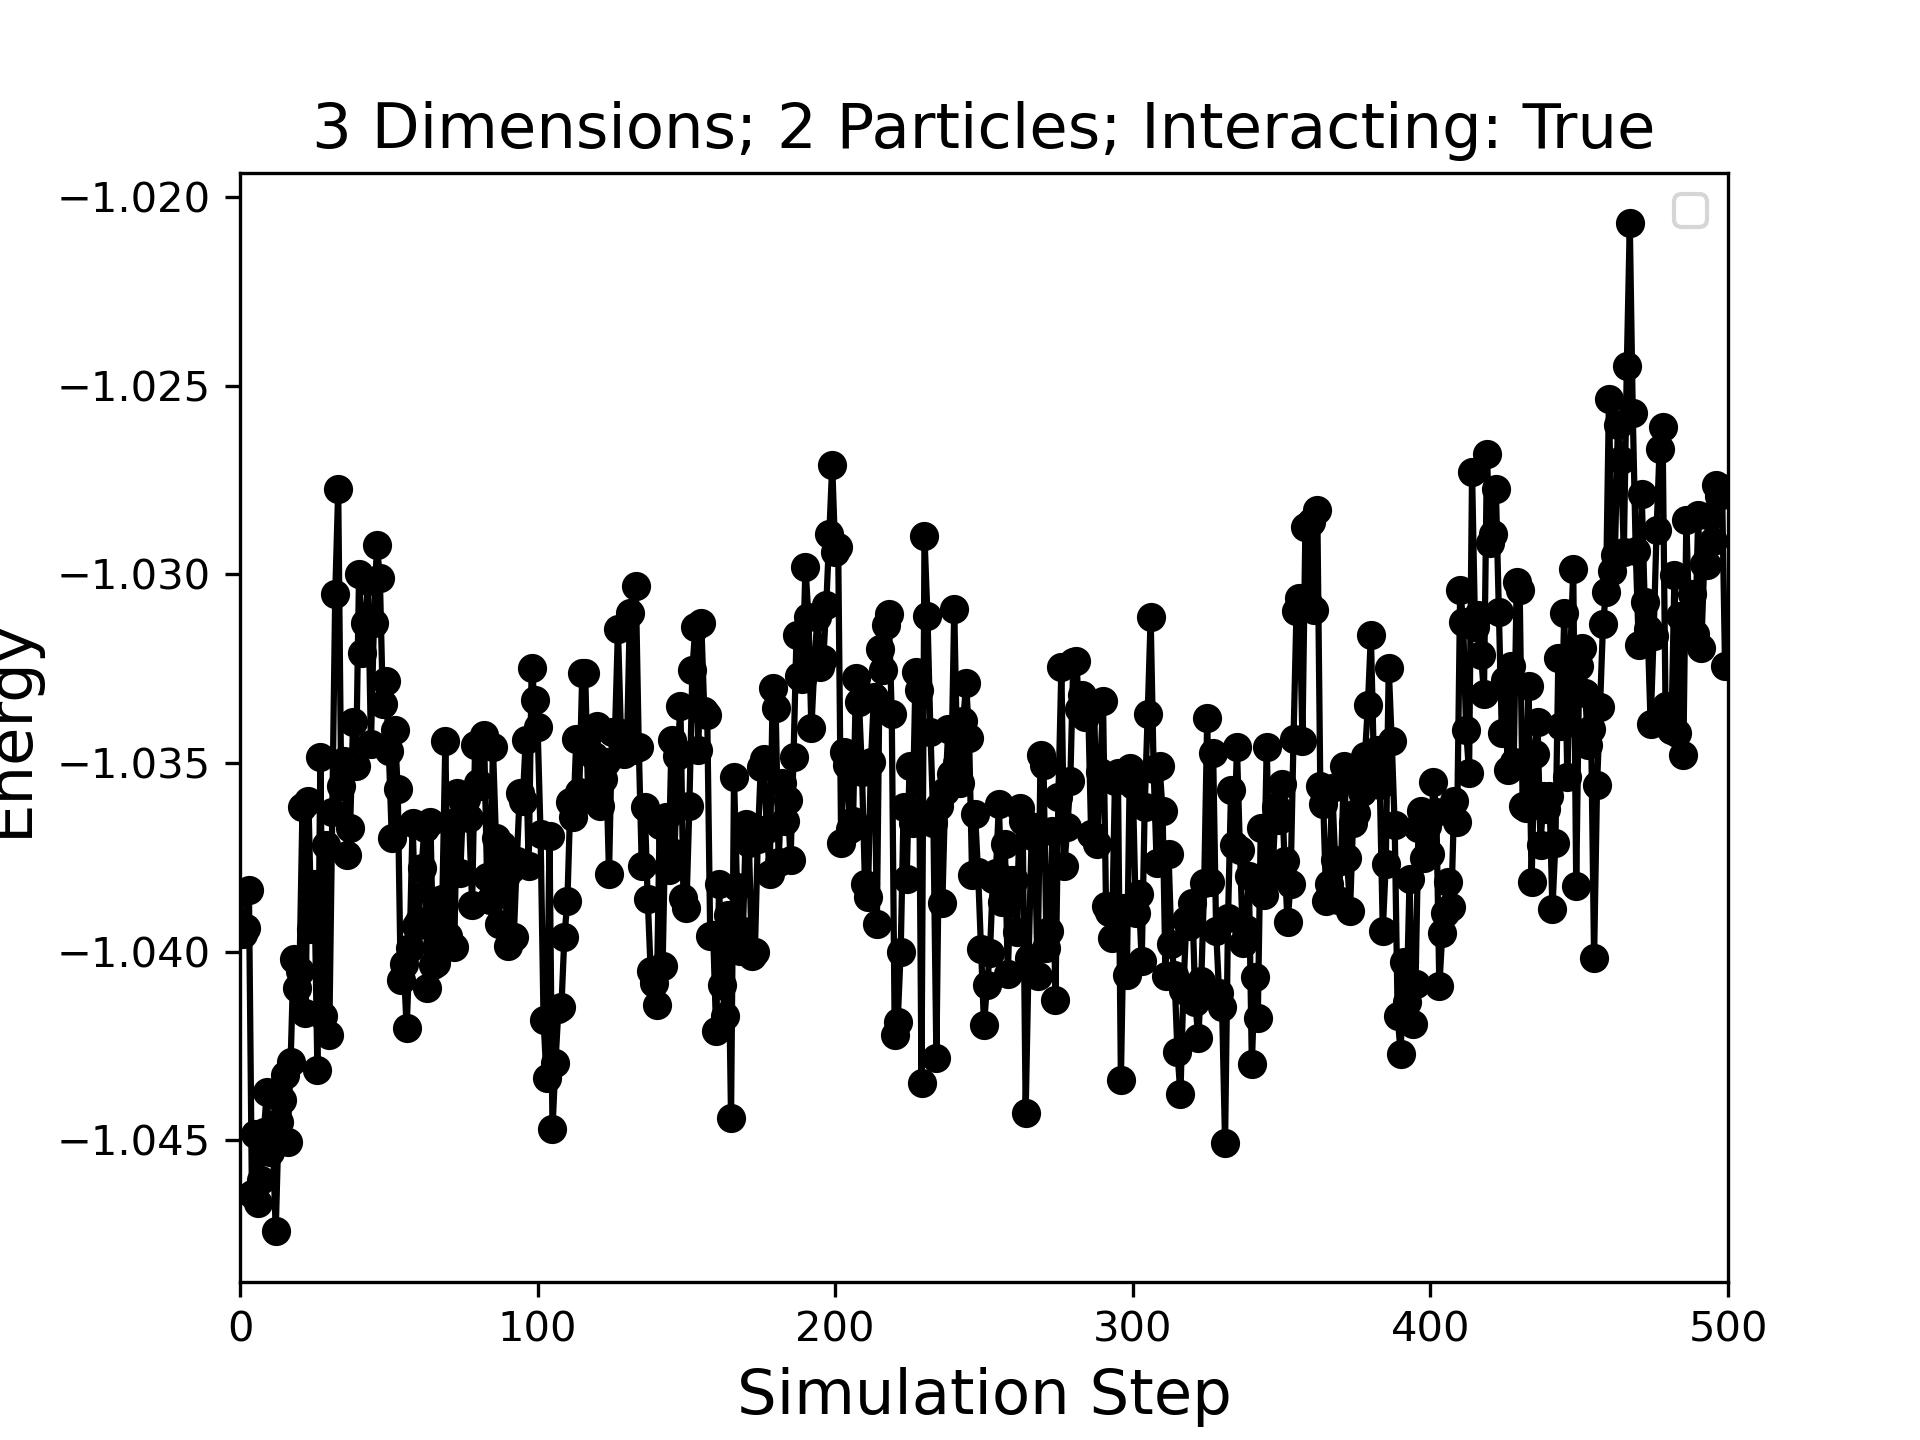 3 Dimensions; 2 Particles; Interacting: True
−1.020
−1.025
−1.030
−1.035
−1.040
−1.045
Energy
0 100 200 300 400 500
Simulation Step